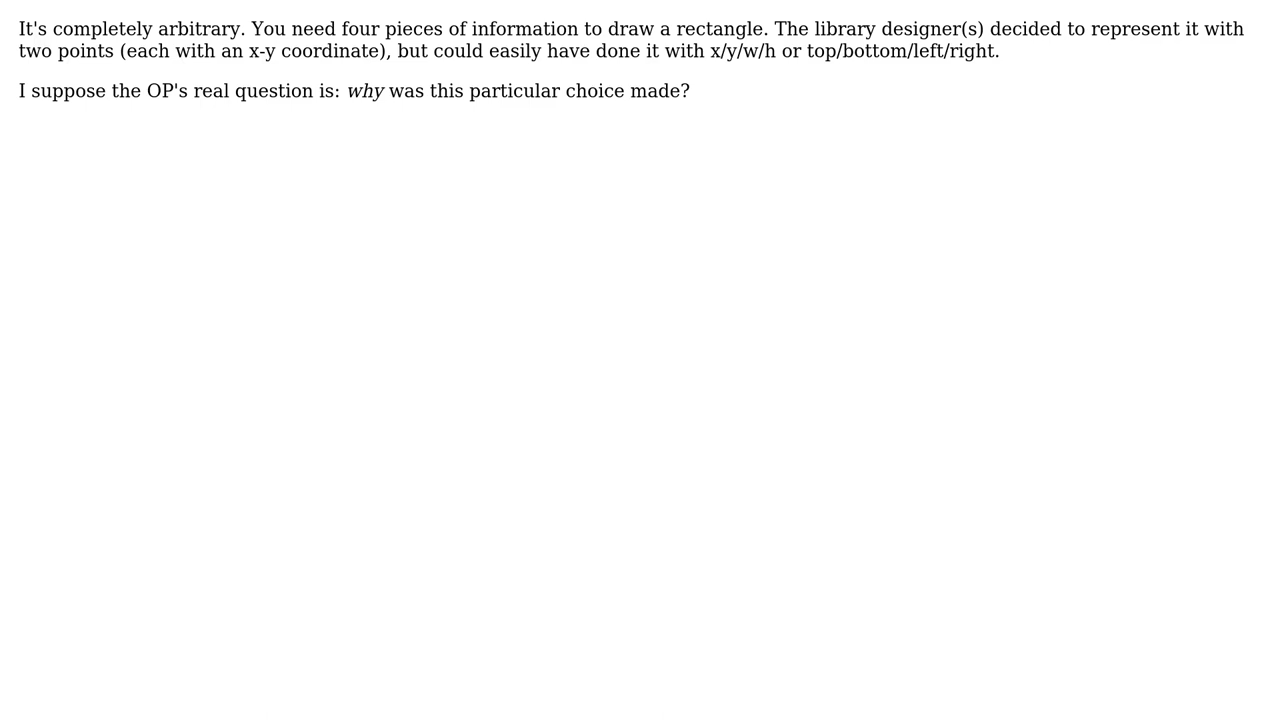 It's completely arbitrary. You need four pieces of information to draw a rectangle. The library designer(s) decided to represent it with
two points (each with an x-y coordinate), but could easily have done it with x/y/w/h or top/bottom/left/right.
I suppose the OP's real question is: why was this particular choice made?